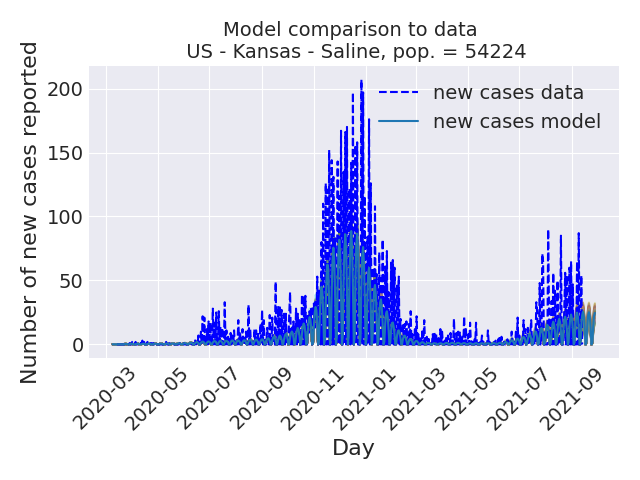 Model comparison to data
US - Kansas - Saline, pop. = 54224
Number of new cases reported
200
150
100
50
0
new cases data
new cases model
2020-03
2020-05
2020-07
2020-09
2020-11
2021-01
2021-03
2021-05
2021-07
2021-09
Day